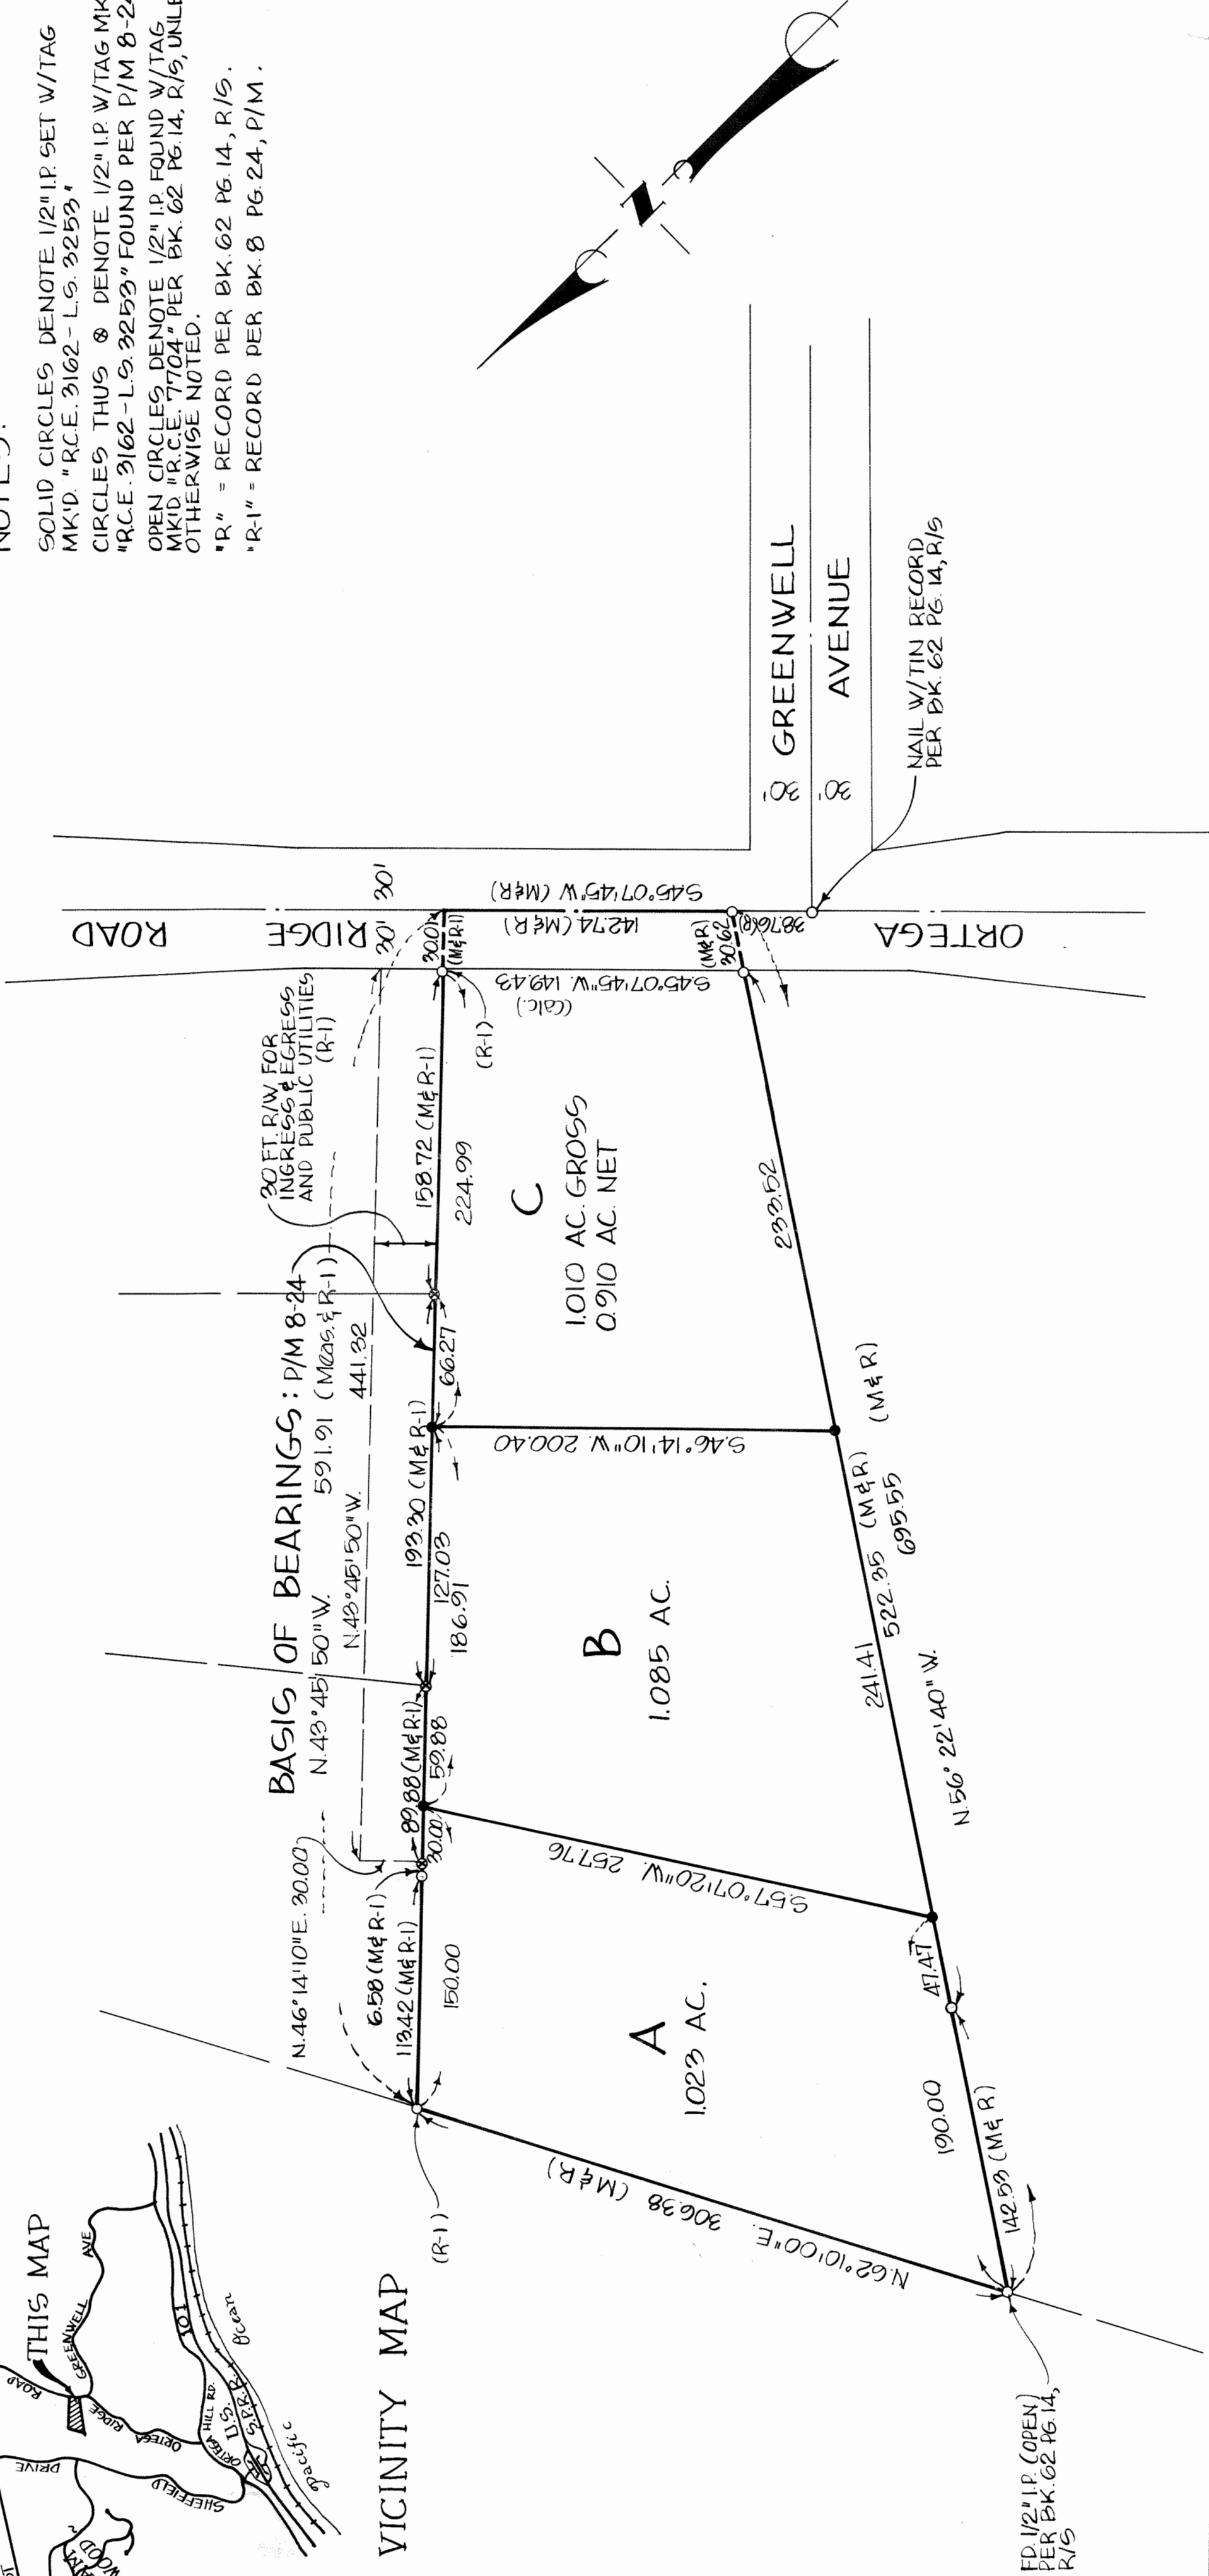 NOTES:
SOLID CIRCLES DENOTE 1/2" I.P. SET W/TAG
MK'D. "R.C.E. 3162 - L.S. 3253"
CIRCLES THUS ⊗ DENOTE 1/2" I.P. W/TAG MK
"R.C.E. 3162 - L.S. 3253" FOUND PER P/M 8-24
OPEN CIRCLES DENOTE 1/2" I.P. FOUND W/TAG
MK'D. "R.C.E. 7704" PER BK. 62 PG. 14, R/S, UNLE
OTHERWISE NOTED.
"R" = RECORD PER BK. 62 PG. 14, R/S.
"R-1" = RECORD PER BK. 8 PG. 24, P/M.
THIS MAP
GREENWELL AVE
ROAD
ORTEGA RIDGE
ORTEGA HILL RD.
U.S. 101
S.P.R.R.
Pacific Ocean
SHEFFIELD DRIVE
WOOD
VICINITY MAP
BASIS OF BEARINGS: P/M 8-24
N.43°45'50"W. 591.91 (Meas. & R-1)
N.43°45'50"W. 441.32
N.46°14'10"E. 30.00
30 FT. R/W FOR
INGRESS & EGRESS
AND PUBLIC UTILITIES
(R-1)
6.58 (M & R-1)
113.42 (M & R-1)
150.00
89.88 (M & R-1)
30.00
59.88
193.30 (M & R-1)
127.03
186.91
66.27
158.72 (M & R-1)
224.99
30.01
(M & R-1)
(R-1)
(R-1)
30' 30'
ORTEGA RIDGE ROAD
S.45°07'45"W (M&R)
142.74 (M&R)
S.45°07'45"W. 149.43
(Calc.)
(M&R)
30.62
38.76 (R)
30' GREENWELL
30' AVENUE
NAIL W/TIN RECORD
PER BK. 62 PG. 14, R/S
A
1.023 AC.
B
1.085 AC.
C
1.010 AC. GROSS
0.910 AC. NET
N.62°10'00"E. 306.38 (M & R)
S.57°07'20"W. 257.76
S.46°14'10"W. 200.40
233.52
241.41
522.35 (M & R)
N.56°22'40"W. 695.55 (M & R)
47.47
190.00
142.53 (M & R)
FD. 1/2" I.P. (OPEN)
PER BK. 62 PG. 14,
R/S